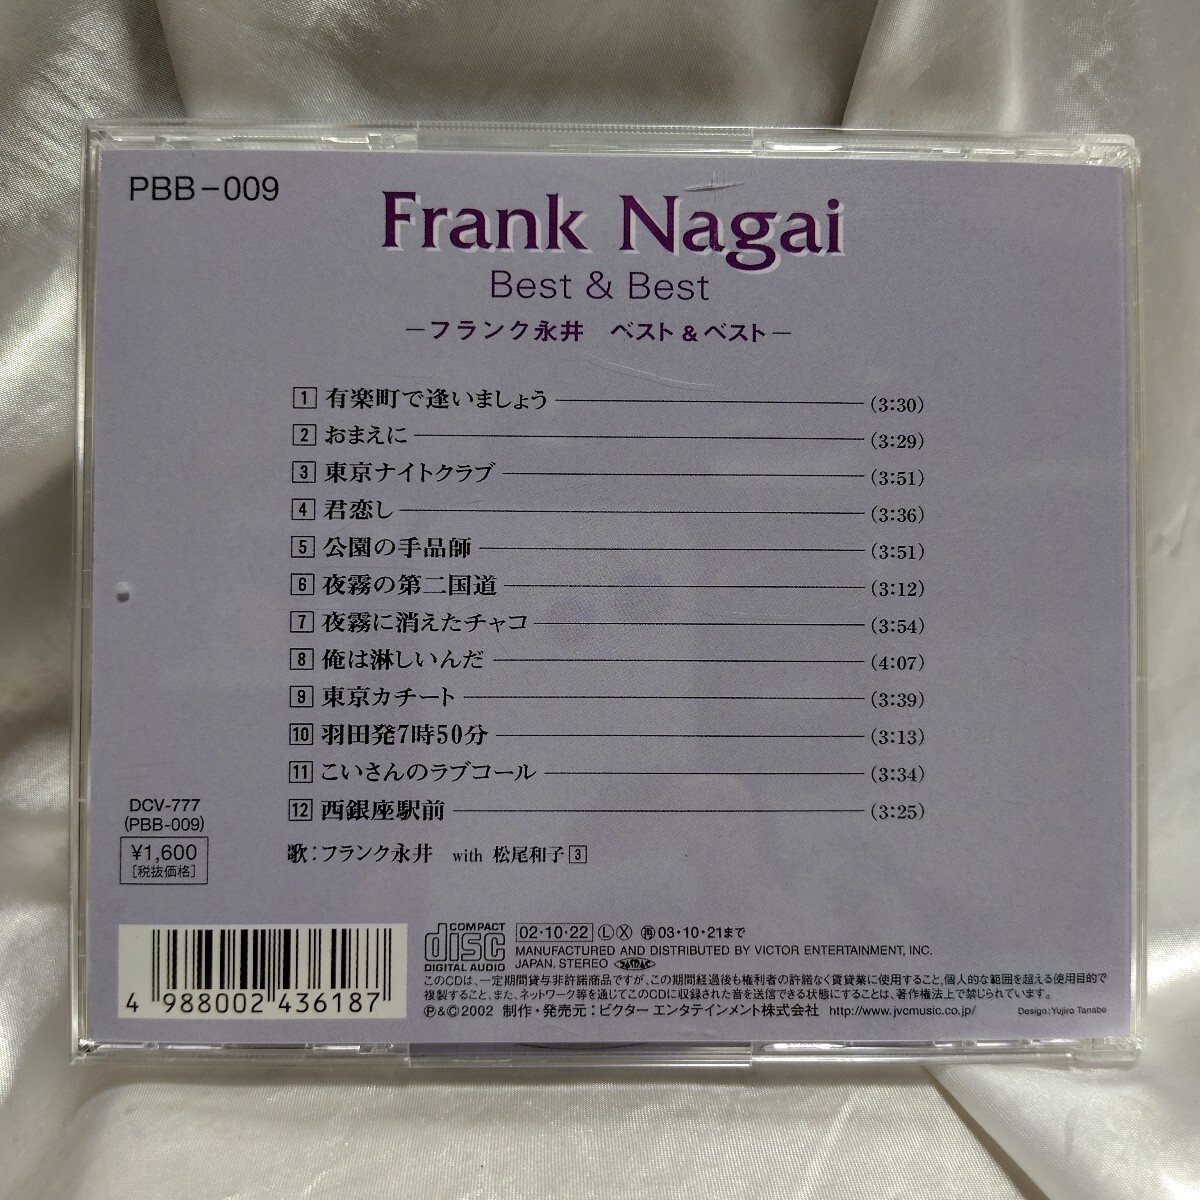 PBB-009
Frank Nagai
Best & Best
－フランク永井　ベスト＆ベスト－
1 有楽町で逢いましょう (3:30)
2 おまえに (3:29)
3 東京ナイトクラブ (3:51)
4 君恋し (3:36)
5 公園の手品師 (3:51)
6 夜霧の第二国道 (3:12)
7 夜霧に消えたチャコ (3:54)
8 俺は淋しいんだ (4:07)
9 東京カチート (3:39)
10 羽田発7時50分 (3:13)
11 こいさんのラブコール (3:34)
12 西銀座駅前 (3:25)
歌：フランク永井　with 松尾和子 3
DCV-777
(PBB-009)
¥1,600
［税抜価格］
4 988002 436187
COMPACT
disc
DIGITAL AUDIO
02・10・22 Ⓛ Ⓧ ㊣03・10・21まで
MANUFACTURED AND DISTRIBUTED BY VICTOR ENTERTAINMENT, INC.
JAPAN. STEREO JASRAC
このCDは、一定期間貸与非許諾商品ですが、この期間経過後も権利者の許諾なく賃貸業に使用すること、個人的な範囲を超える使用目的で
複製すること、また、ネットワーク等を通じてこのCDに収録された音を送信できる状態にすることは、著作権法上で禁じられています。
Ⓟ&©2002 制作・発売元：ビクター エンタテインメント株式会社 http://www.jvcmusic.co.jp/ Design：Yujiro Tanabe